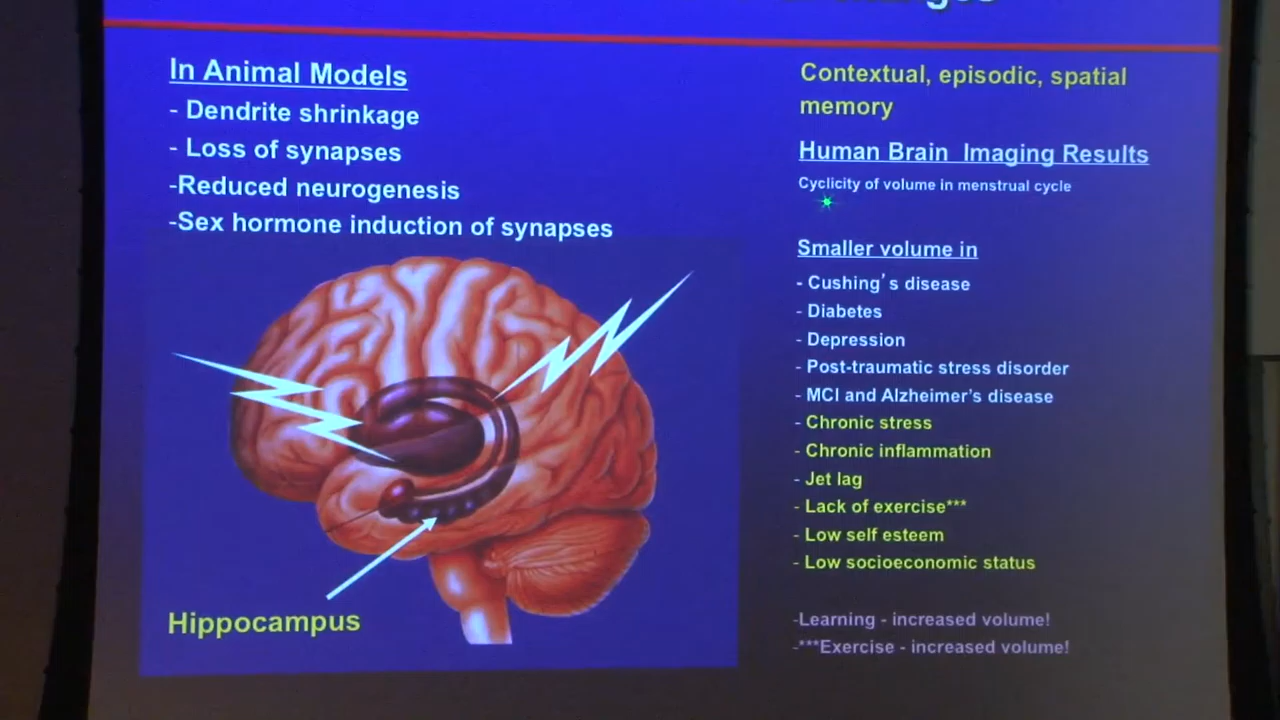 In Animal Models
- Dendrite shrinkage
- Loss of synapses
-Reduced neurogenesis
-Sex hormone induction of synapses
Hippocampus
Contextual, episodic, spatial
memory
Human Brain Imaging Results
Cyclicity of volume in menstrual cycle
Smaller volume in
- Cushing's disease
- Diabetes
- Depression
- Post-traumatic stress disorder
- MCI and Alzheimer's disease
- Chronic stress
- Chronic inflammation
- Jet lag
- Lack of exercise***
- Low self esteem
- Low socioeconomic status
-Learning - increased volume!
-***Exercise - increased volume!